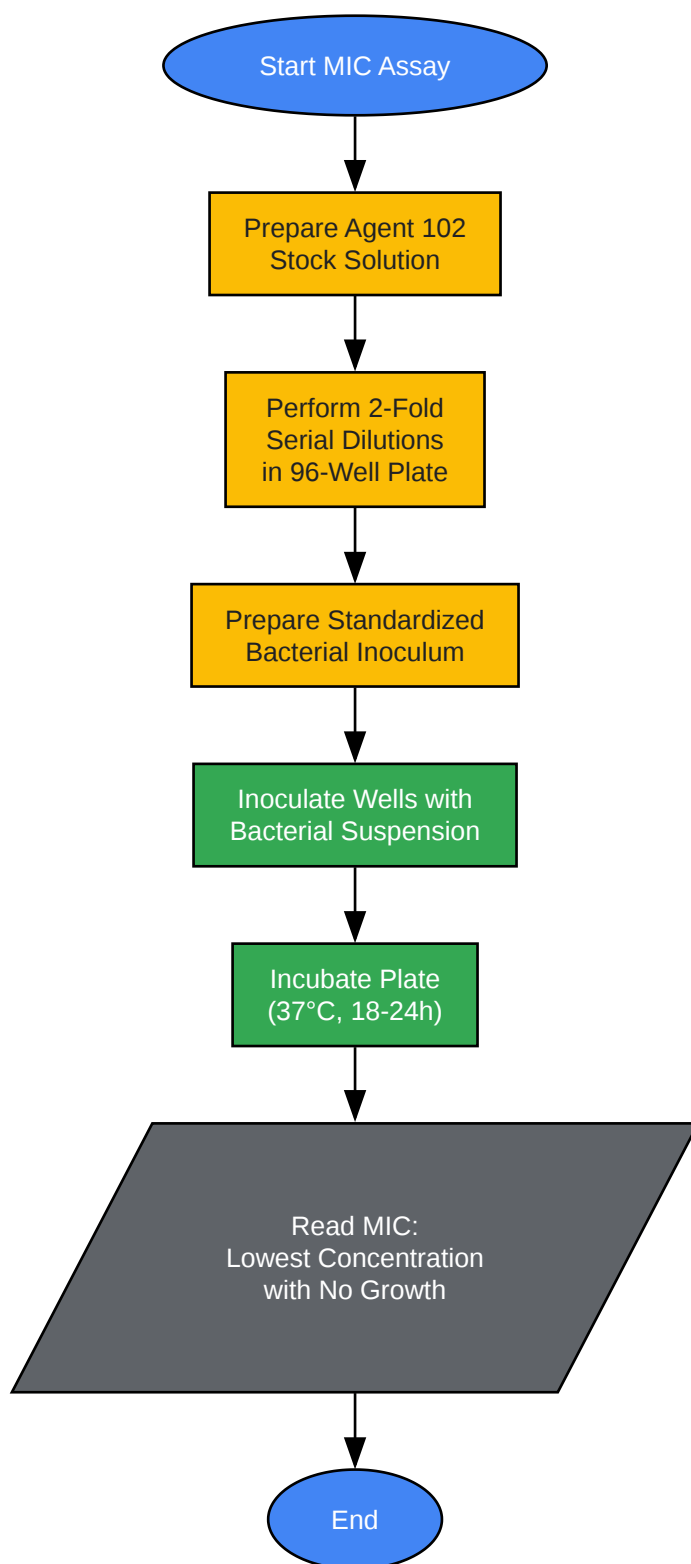 Start MIC Assay
Prepare Agent 102
Stock Solution
Perform 2-Fold
Serial Dilutions
in 96-Well Plate
Prepare Standardized
Bacterial Inoculum
Inoculate Wells with
Bacterial Suspension
Incubate Plate
(37°C, 18-24h)
Read MIC:
Lowest Concentration
with No Growth
End